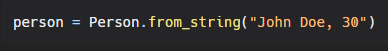 person = Person.from_string("John Doe, 30")